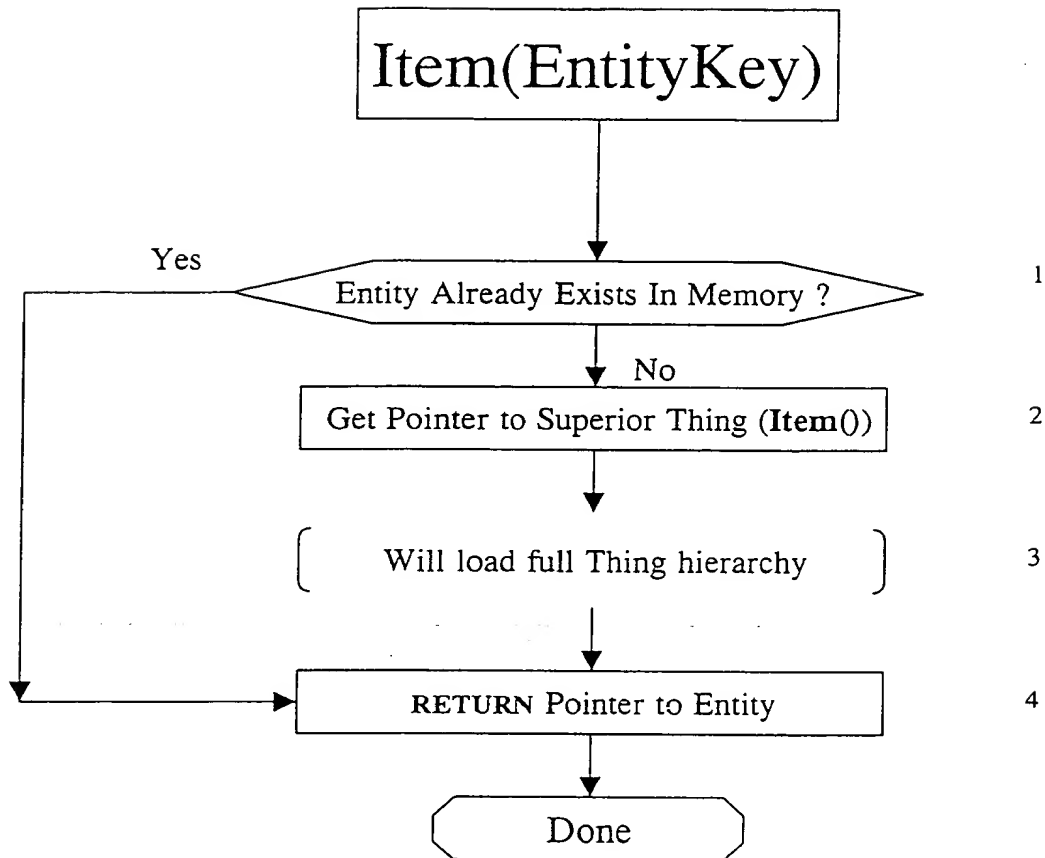 Item(EntityKey)
Yes
Entity Already Exists In Memory ?
1
No
Get Pointer to Superior Thing (Item())
2
Will load full Thing hierarchy
3
RETURN Pointer to Entity
4
Done